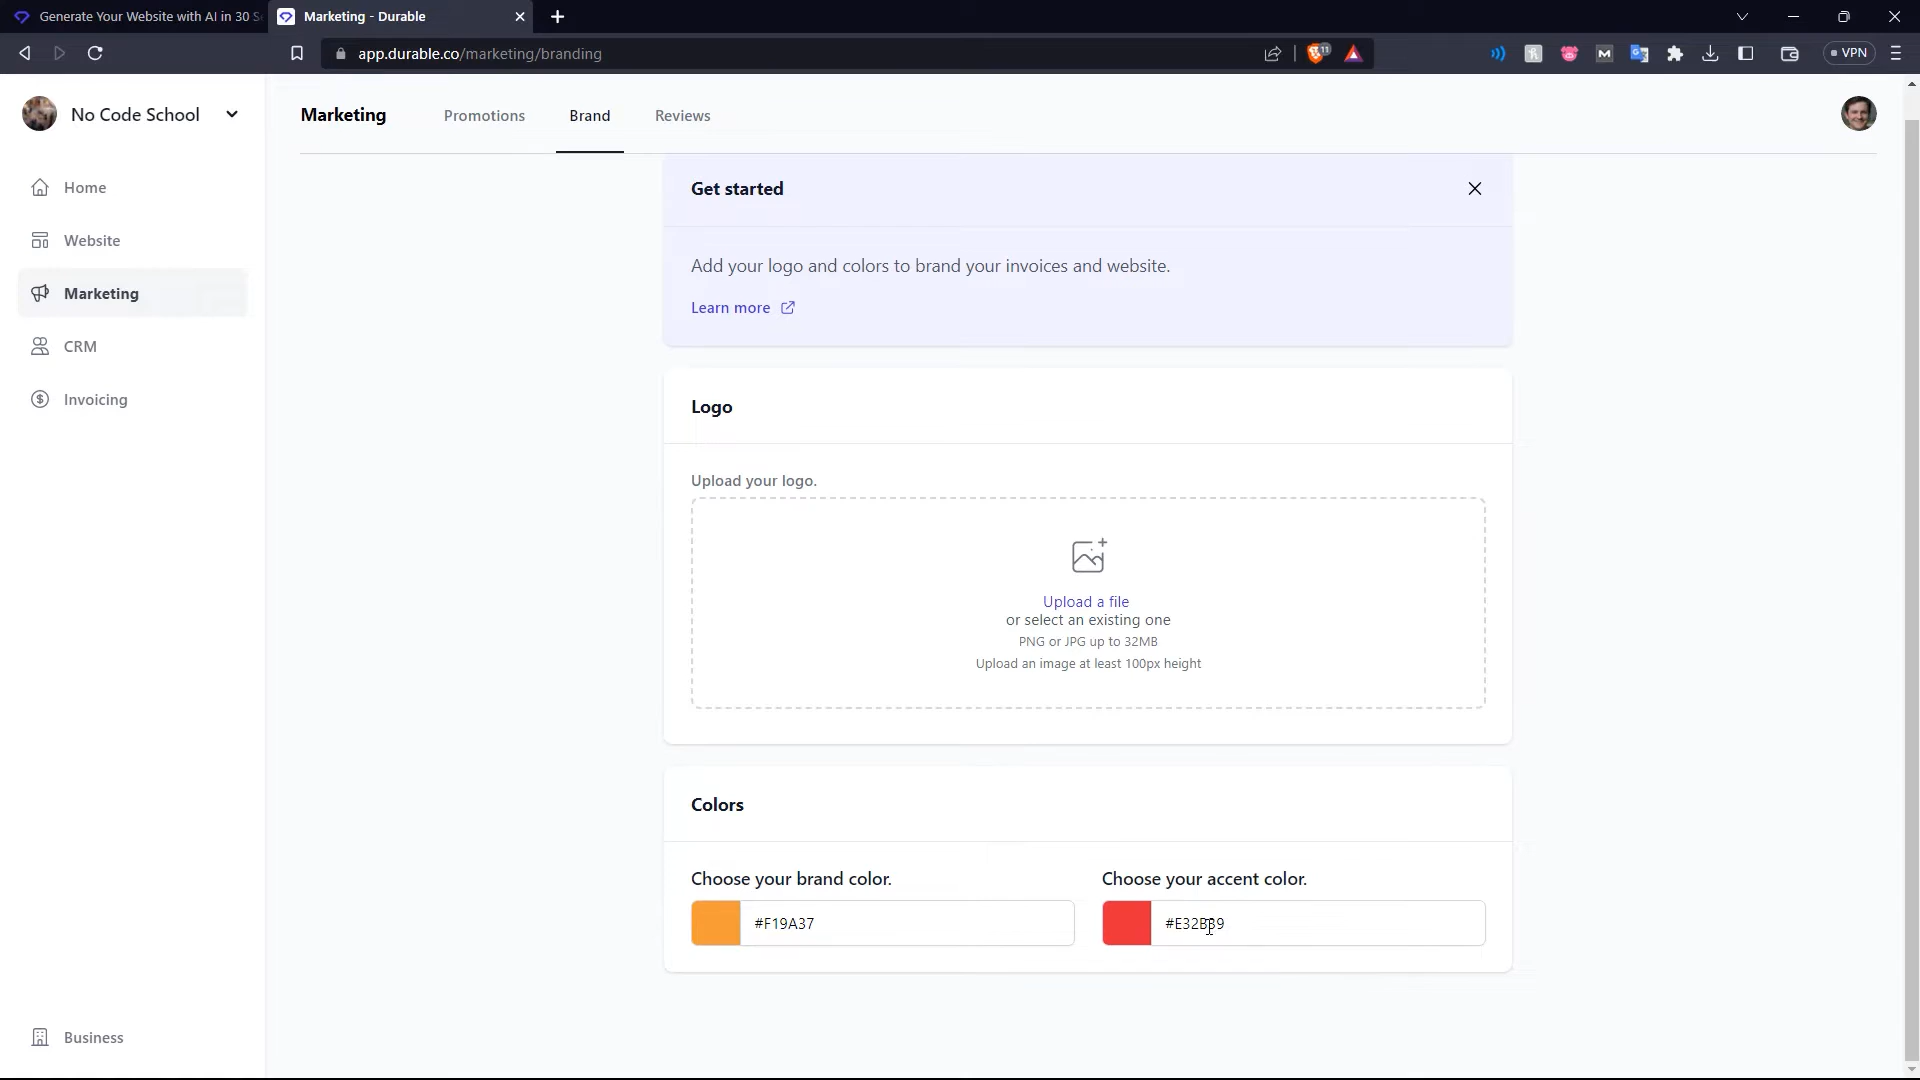 Generate Your Website with AI in 30 S
Marketing - Durable
app.durable.co/marketing/branding
11
VPN
No Code School
Marketing
Promotions
Brand
Reviews
Home
Website
Marketing
CRM
Invoicing
Business
Get started
Add your logo and colors to brand your invoices and website.
Learn more
Logo
Upload your logo.
Upload a file
or select an existing one
PNG or JPG up to 32MB
Upload an image at least 100px height
Colors
Choose your brand color.
#F19A37
Choose your accent color.
#E32B39